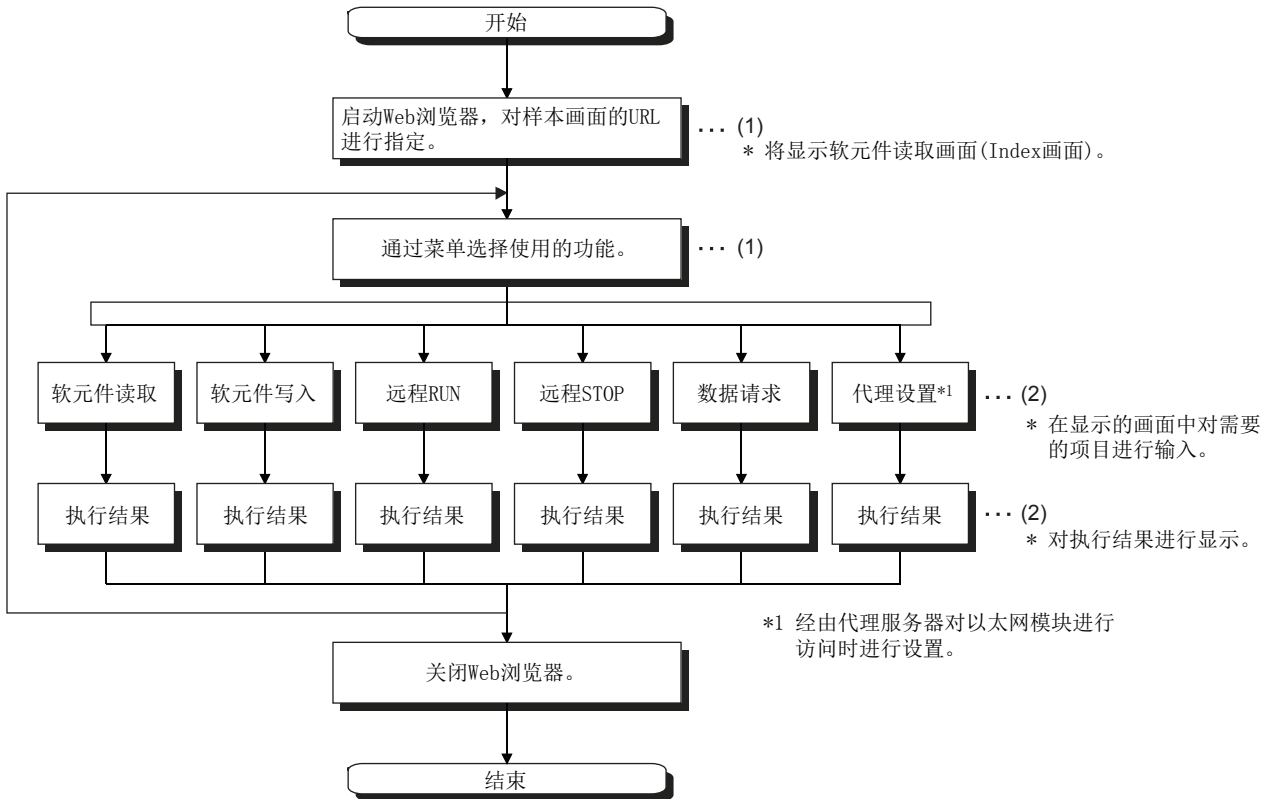 开始
启动Web浏览器，对样本画面的URL
进行指定。
··· (1)
* 将显示软元件读取画面(Index画面)。
通过菜单选择使用的功能。
··· (1)
软元件读取
软元件写入
远程RUN
远程STOP
数据请求
代理设置*1
··· (2)
* 在显示的画面中对需要
的项目进行输入。
执行结果
执行结果
执行结果
执行结果
执行结果
执行结果
··· (2)
* 对执行结果进行显示。
*1 经由代理服务器对以太网模块进行
访问时进行设置。
关闭Web浏览器。
结束